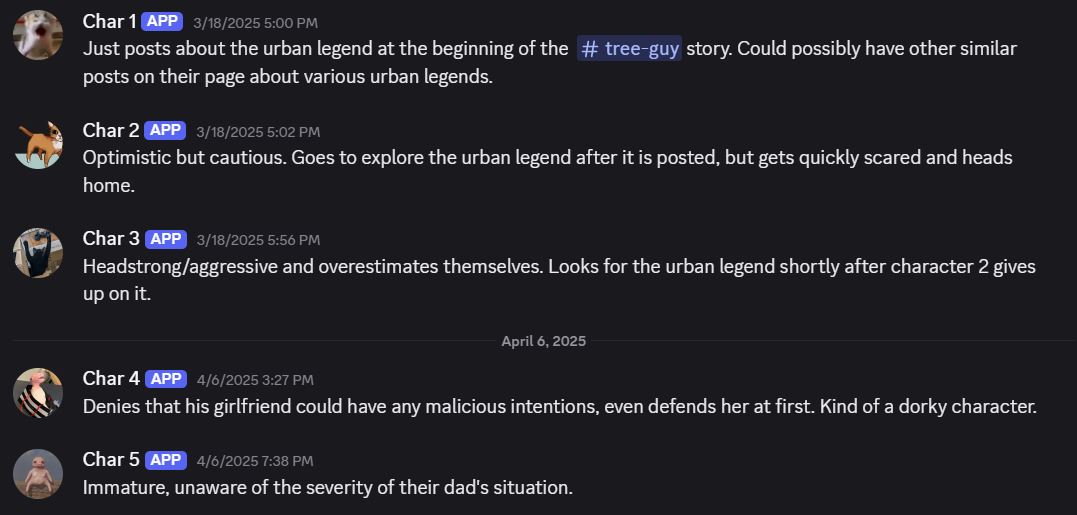 Char 1 APP 3/18/2025 5:00 PM
Just posts about the urban legend at the beginning of the # tree-guy story. Could possibly have other similar
posts on their page about various urban legends.
Char 2 APP 3/18/2025 5:02 PM
Optimistic but cautious. Goes to explore the urban legend after it is posted, but gets quickly scared and heads
home.
Char 3 APP 3/18/2025 5:56 PM
Headstrong/aggressive and overestimates themselves. Looks for the urban legend shortly after character 2 gives
up on it.
April 6, 2025
Char 4 APP 4/6/2025 3:27 PM
Denies that his girlfriend could have any malicious intentions, even defends her at first. Kind of a dorky character.
Char 5 APP 4/6/2025 7:38 PM
Immature, unaware of the severity of their dad's situation.